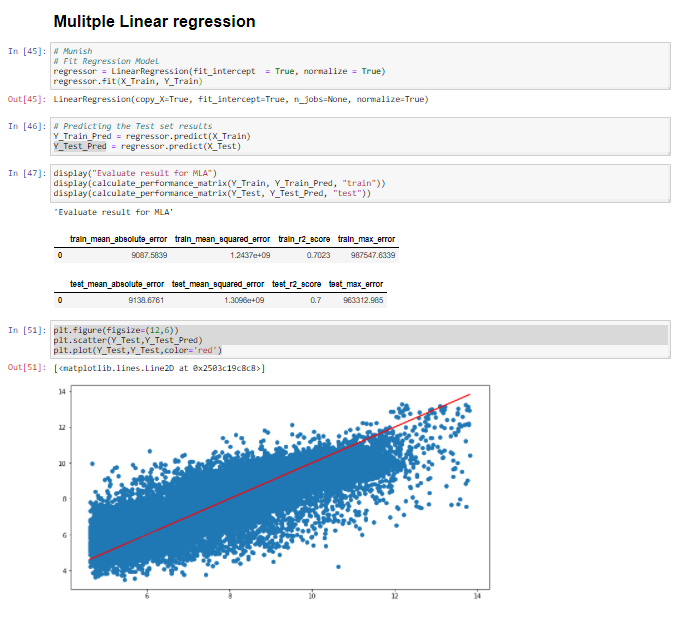 Mulitple Linear regression
In [45]:
# Munish
# Fit Regression Model
regressor = LinearRegression(fit_intercept  = True, normalize = True)
regressor.fit(X_Train, Y_Train)
Out[45]: LinearRegression(copy_X=True, fit_intercept=True, n_jobs=None, normalize=True)
In [46]:
# Predicting the Test set results
Y_Train_Pred = regressor.predict(X_Train)
Y_Test_Pred = regressor.predict(X_Test)
In [47]:
display("Evaluate result for MLA")
display(calculate_performance_matrix(Y_Train, Y_Train_Pred, "train"))
display(calculate_performance_matrix(Y_Test, Y_Test_Pred, "test"))
'Evaluate result for MLA'
train_mean_absolute_error train_mean_squared_error train_r2_score train_max_error
0 9087.5839 1.2437e+09 0.7023 987547.6339
test_mean_absolute_error test_mean_squared_error test_r2_score test_max_error
0 9138.6761 1.3096e+09 0.7 963312.985
In [51]:
plt.figure(figsize=(12,6))
plt.scatter(Y_Test,Y_Test_Pred)
plt.plot(Y_Test,Y_Test,color='red')
Out[51]: [<matplotlib.lines.Line2D at 0x2503c19c8c8>]
14
12
10
8
6
4
6 8 10 12 14